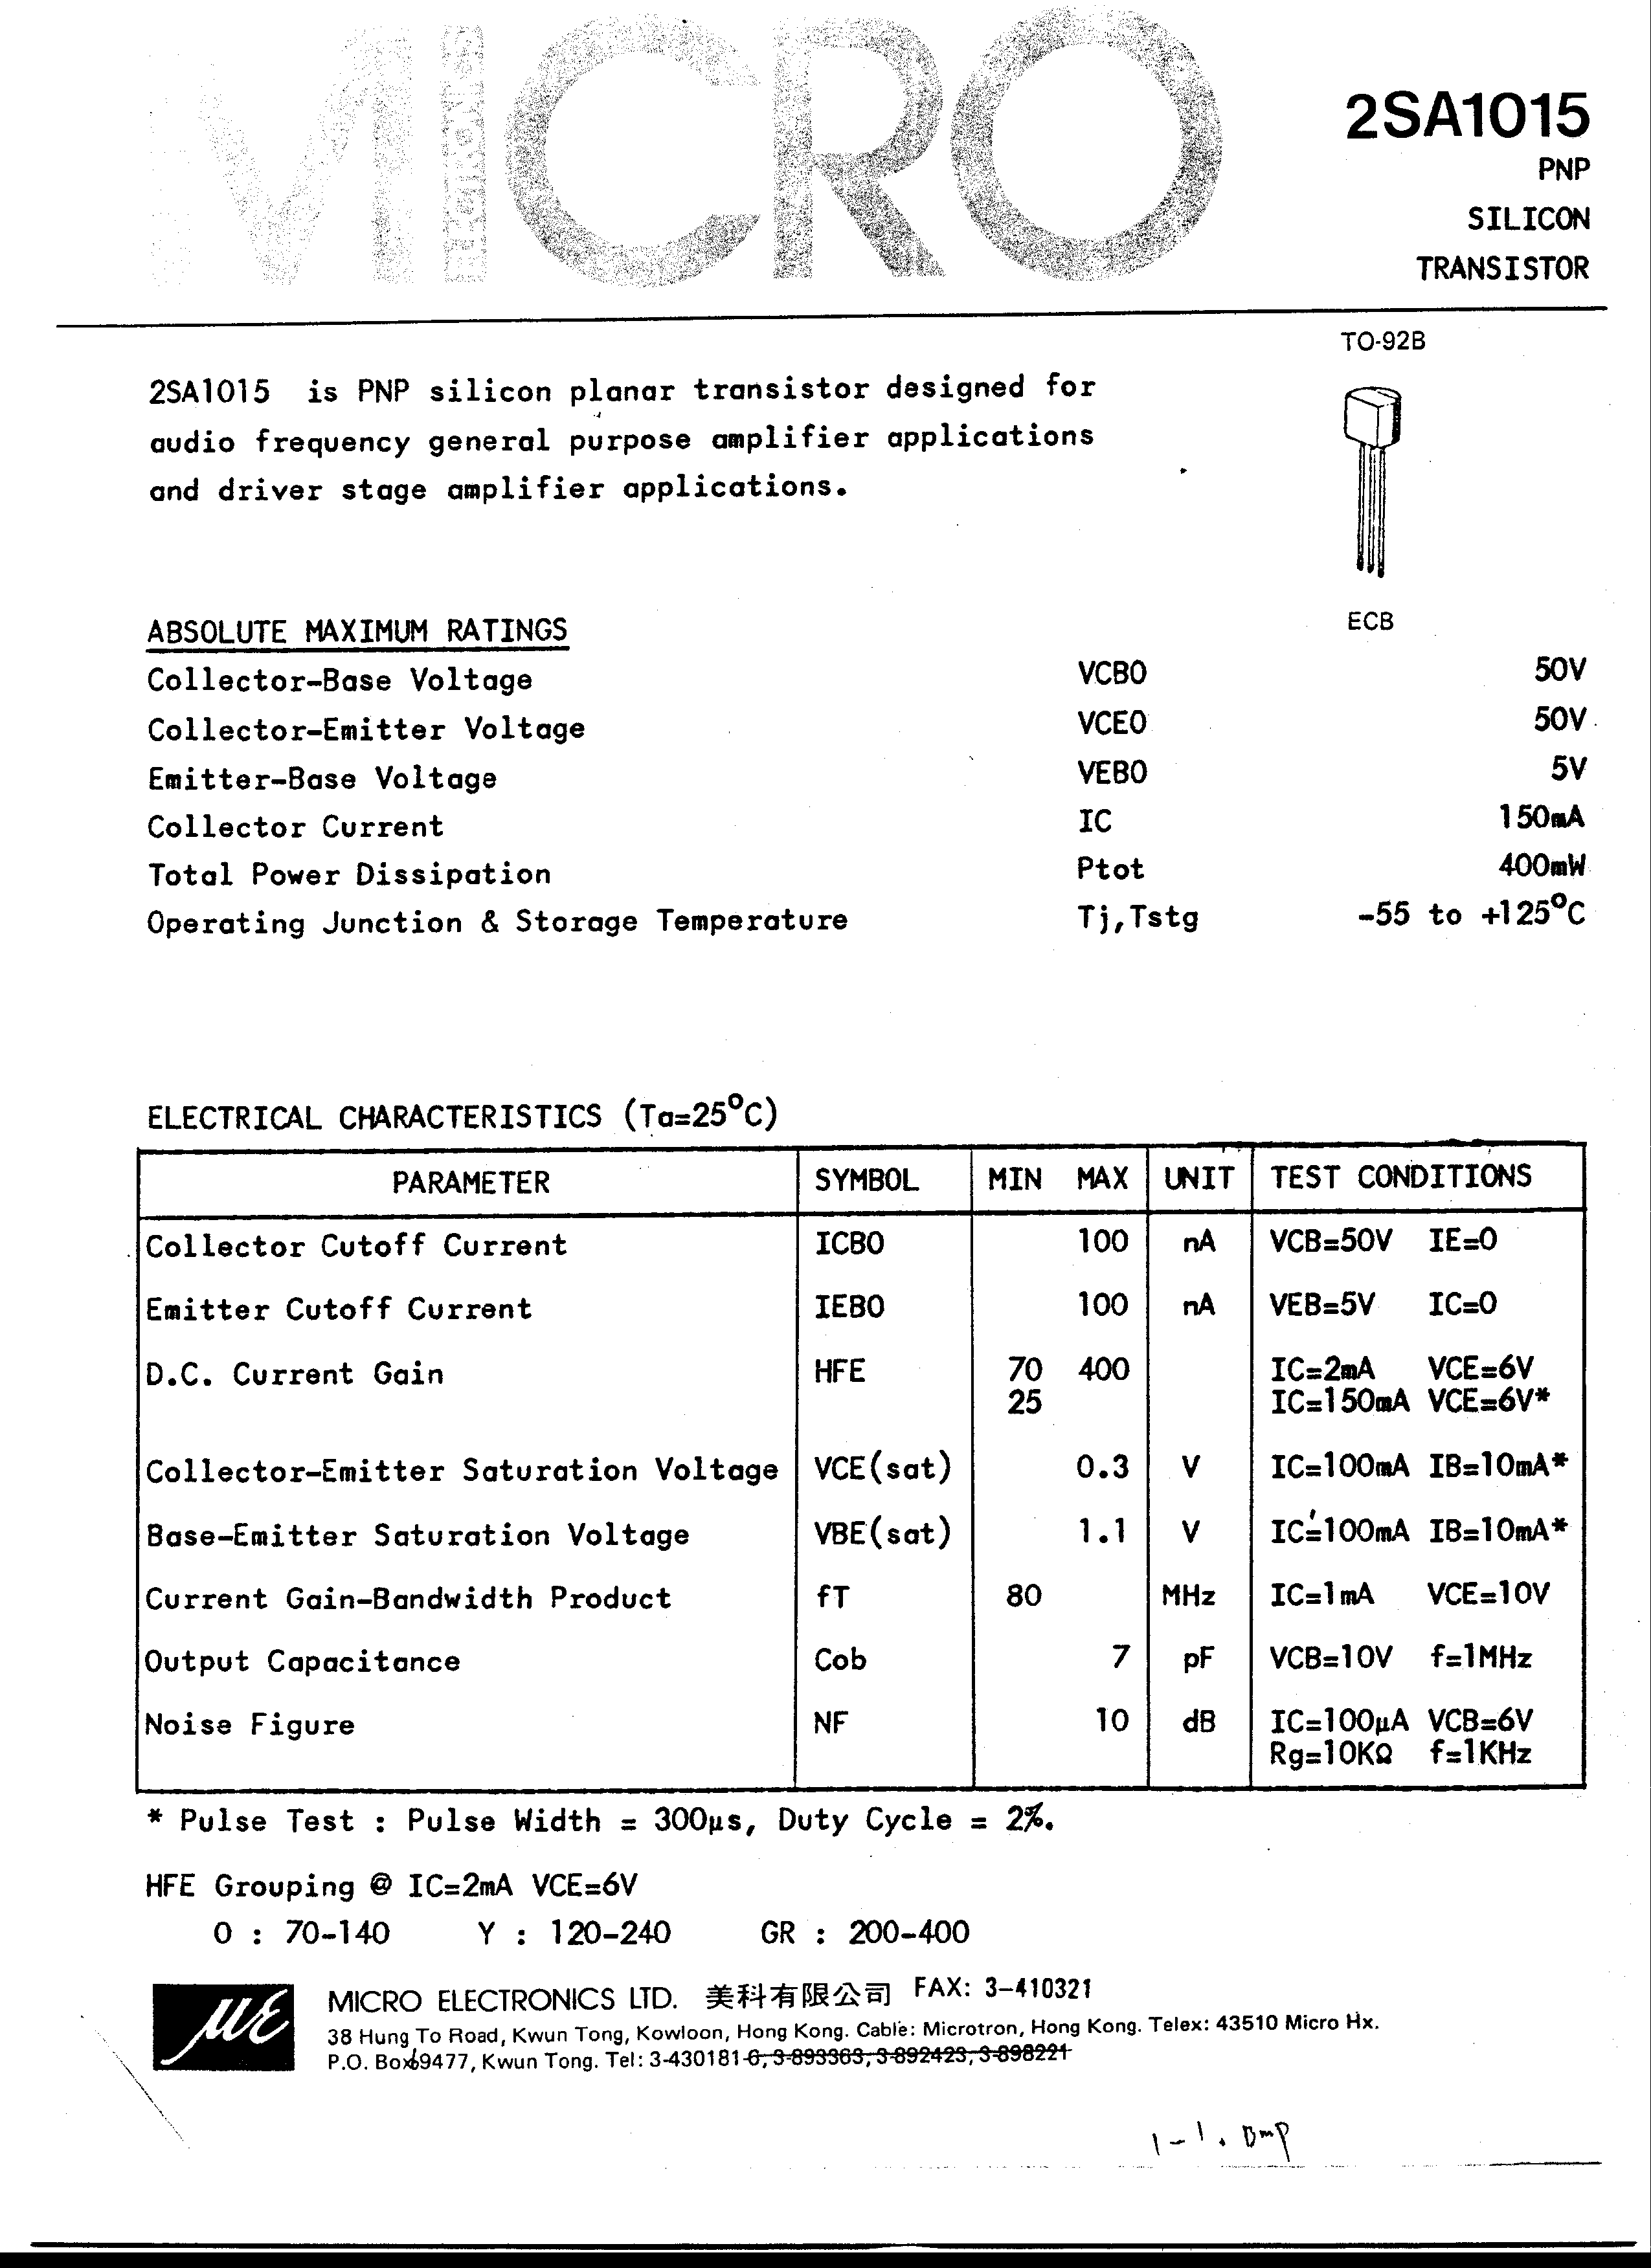 MICRO
ELECTRONICS
2SA1015
PNP
SILICON
TRANSISTOR
TO-92B
2SA1015 is PNP silicon planar transistor designed for
audio frequency general purpose amplifier applications
and driver stage amplifier applications.
ECB
ABSOLUTE MAXIMUM RATINGS
Collector-Base Voltage VCBO 50V
Collector-Emitter Voltage VCEO 50V
Emitter-Base Voltage VEBO 5V
Collector Current IC 150mA
Total Power Dissipation Ptot 400mW
Operating Junction & Storage Temperature Tj,Tstg -55 to +125°C
ELECTRICAL CHARACTERISTICS (Ta=25°C)
PARAMETER SYMBOL MIN MAX UNIT TEST CONDITIONS
Collector Cutoff Current ICBO 100 nA VCB=50V IE=0
Emitter Cutoff Current IEBO 100 nA VEB=5V IC=0
D.C. Current Gain HFE 70 400 IC=2mA VCE=6V
25 IC=150mA VCE=6V*
Collector-Emitter Saturation Voltage VCE(sat) 0.3 V IC=100mA IB=10mA*
Base-Emitter Saturation Voltage VBE(sat) 1.1 V IC=100mA IB=10mA*
Current Gain-Bandwidth Product fT 80 MHz IC=1mA VCE=10V
Output Capacitance Cob 7 pF VCB=10V f=1MHz
Noise Figure NF 10 dB IC=100μA VCB=6V
Rg=10KΩ f=1KHz
* Pulse Test : Pulse Width = 300μs, Duty Cycle = 2%.
HFE Grouping @ IC=2mA VCE=6V
O : 70-140 Y : 120-240 GR : 200-400
μE
MICRO ELECTRONICS LTD. 美科有限公司 FAX: 3-410321
38 Hung To Road, Kwun Tong, Kowloon, Hong Kong. Cable: Microtron, Hong Kong. Telex: 43510 Micro Hx.
P.O. Box69477, Kwun Tong. Tel: 3-430181-6, 3-893363, 3-892423, 3-898221
1-1. Bmp